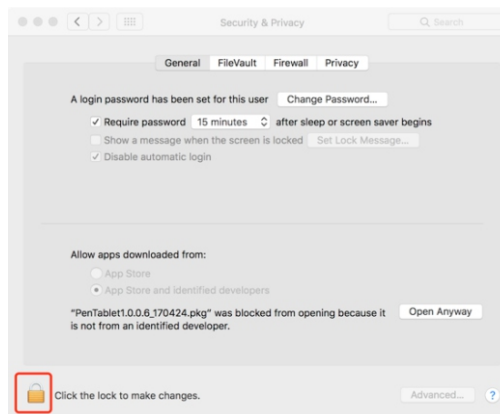 Security & Privacy
Search
General FileVault Firewall Privacy
A login password has been set for this user Change Password...
Require password 15 minutes after sleep or screen saver begins
Show a message when the screen is locked Set Lock Message...
Disable automatic login
Allow apps downloaded from:
App Store
App Store and identified developers
"PenTablet1.0.0.6_170424.pkg" was blocked from opening because it Open Anyway
is not from an identified developer.
Click the lock to make changes. Advanced... ?